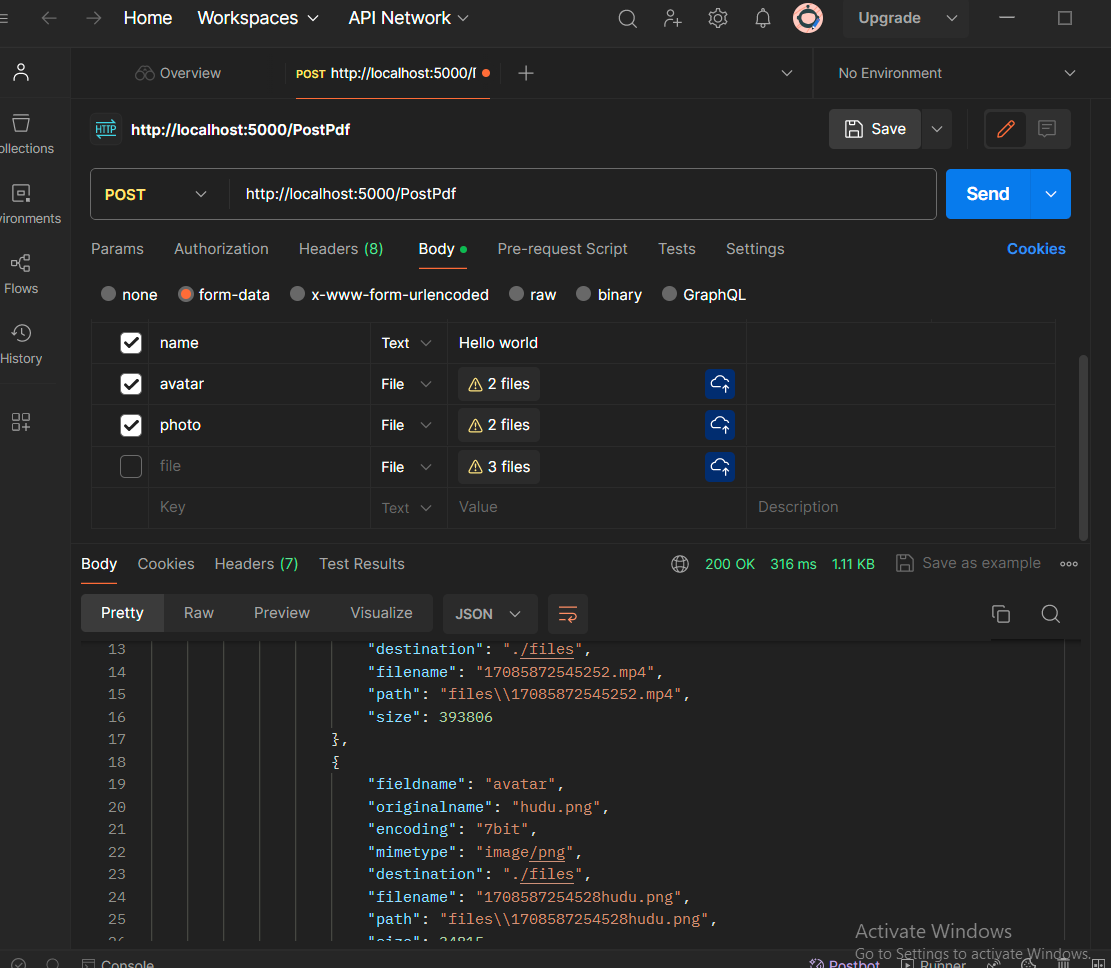 Home Workspaces API Network Upgrade
Overview POST http://localhost:5000/ No Environment
HTTP http://localhost:5000/PostPdf Save
POST http://localhost:5000/PostPdf Send
Params Authorization Headers (8) Body Pre-request Script Tests Settings Cookies
none form-data x-www-form-urlencoded raw binary GraphQL
ollections
vironments
Flows
History
name Text Hello world
avatar File 2 files
photo File 2 files
file File 3 files
Key Text Value Description
Body Cookies Headers (7) Test Results 200 OK 316 ms 1.11 KB Save as example
Pretty Raw Preview Visualize JSON
13 "destination": "./files",
14 "filename": "17085872545252.mp4",
15 "path": "files\\17085872545252.mp4",
16 "size": 393806
17 },
18 {
19 "fieldname": "avatar",
20 "originalname": "hudu.png",
21 "encoding": "7bit",
22 "mimetype": "image/png",
23 "destination": "./files",
24 "filename": "1708587254528hudu.png",
25 "path": "files\\1708587254528hudu.png",
26 "size": 34815
Activate Windows
Go to Settings to activate Windows.
Console Postbot Runner